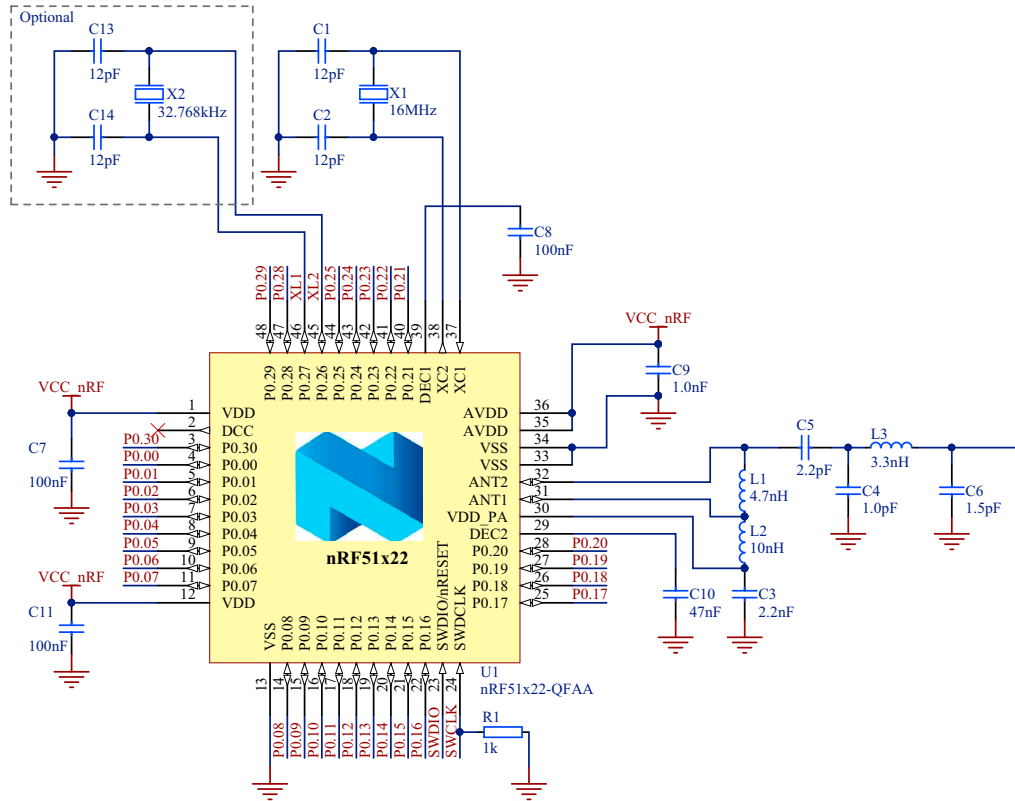 Optional
C13
12pF
X2
32.768kHz
C14
12pF
C1
12pF
X1
16MHz
C2
12pF
C8
100nF
P0.29
P0.28
XL1
XL2
P0.25
P0.24
P0.23
P0.22
P0.21
48
47
46
45
44
43
42
41
40
39
38
37
P0.29
P0.28
P0.27
P0.26
P0.25
P0.24
P0.23
P0.22
P0.21
DEC1
XC2
XC1
VCC_nRF
C7
100nF
VCC_nRF
C11
100nF
P0.30
P0.00
P0.01
P0.02
P0.03
P0.04
P0.05
P0.06
P0.07
1 VDD
2 DCC
3 P0.30
4 P0.00
5 P0.01
6 P0.02
7 P0.03
8 P0.04
9 P0.05
10 P0.06
11 P0.07
12 VDD
nRF51x22
AVDD 36
AVDD 35
VSS 34
VSS 33
ANT2 32
ANT1 31
VDD_PA 30
DEC2 29
P0.20 28 P0.20
P0.19 27 P0.19
P0.18 26 P0.18
P0.17 25 P0.17
VCC_nRF
C9
1.0nF
L1
4.7nH
L2
10nH
C5
2.2pF
L3
3.3nH
C4
1.0pF
C6
1.5pF
C10
47nF
C3
2.2nF
VSS
P0.08
P0.09
P0.10
P0.11
P0.12
P0.13
P0.14
P0.15
P0.16
SWDIO/nRESET
SWDCLK
U1
nRF51x22-QFAA
13
14
15
16
17
18
19
20
21
22
23
24
P0.08
P0.09
P0.10
P0.11
P0.12
P0.13
P0.14
P0.15
P0.16
SWDIO
SWCLK
R1
1k